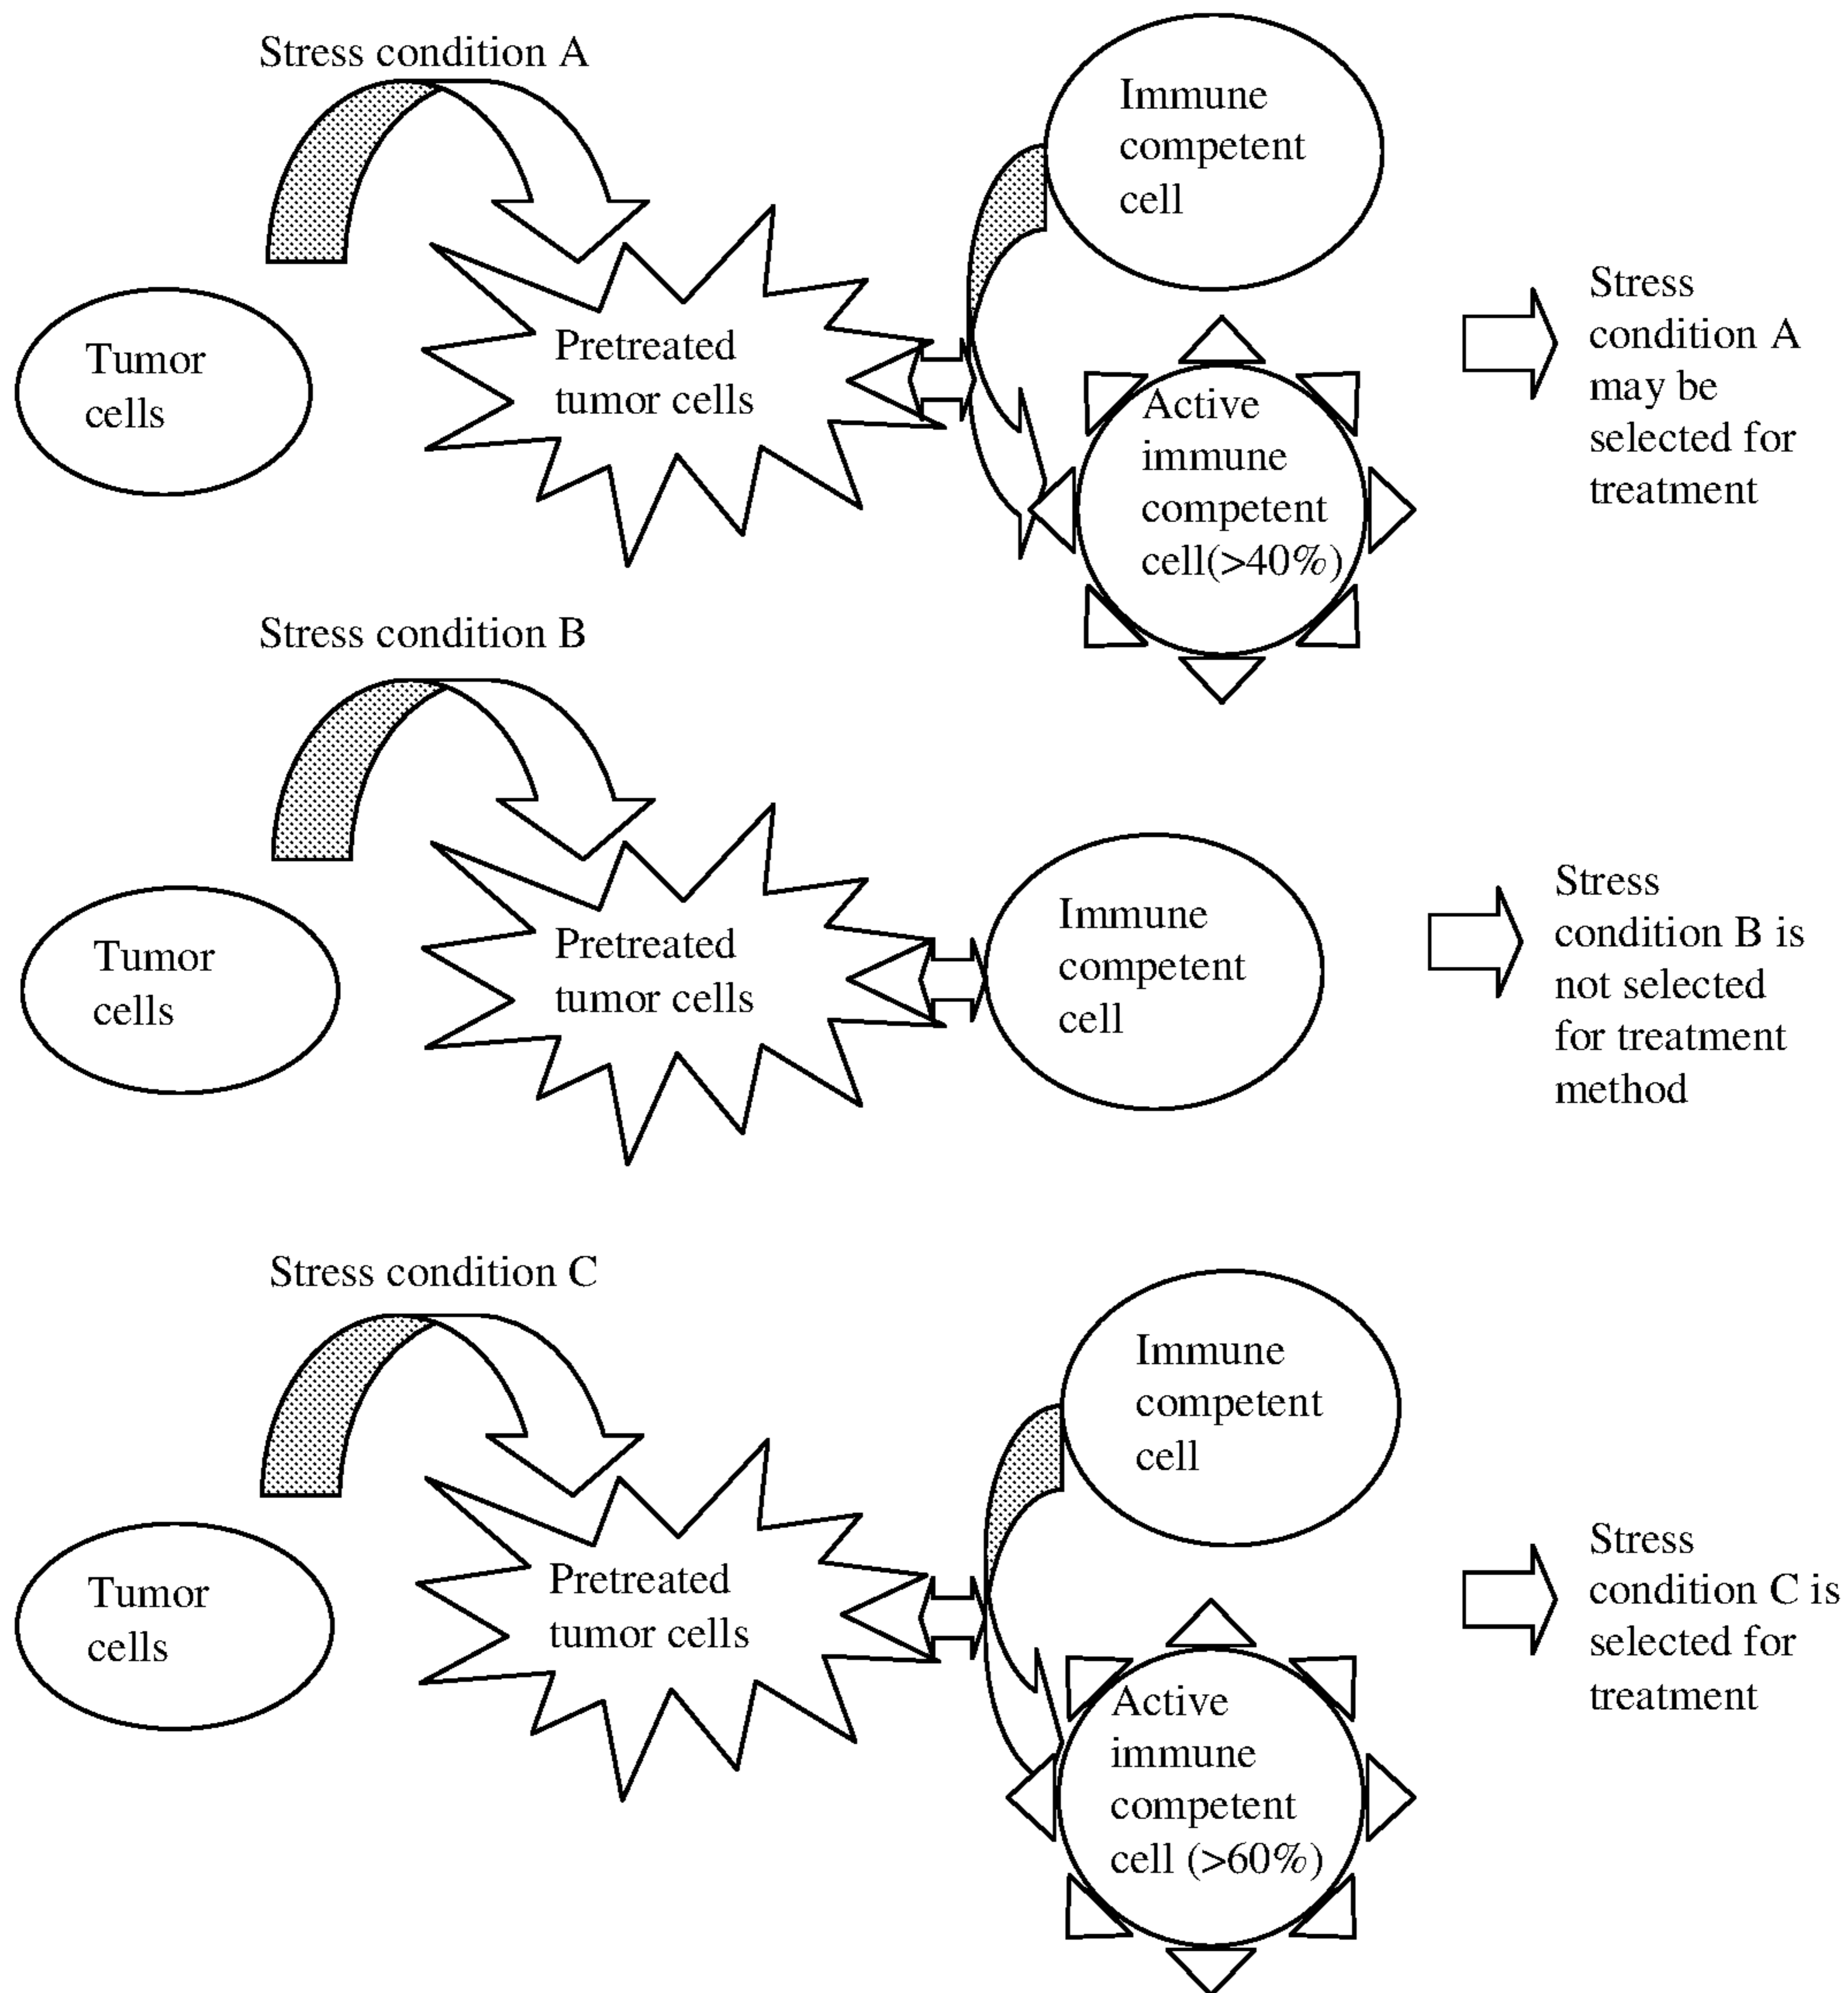 Stress condition A
Immune
competent
cell
Tumor
cells
Pretreated
tumor cells
Active
immune
competent
cell(>40%)
Stress
condition A
may be
selected for
treatment
Stress condition B
Tumor
cells
Pretreated
tumor cells
Immune
competent
cell
Stress
condition B is
not selected
for treatment
method
Stress condition C
Immune
competent
cell
Tumor
cells
Pretreated
tumor cells
Active
immune
competent
cell (>60%)
Stress
condition C is
selected for
treatment